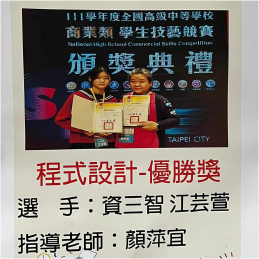 111學年度全國高級中等學校
商業類 學生技藝競賽
National High School Commercial Skills Competition
頒獎典禮
TAIPEI CITY
程式設計-優勝獎
選　手：資三智 江芸萱
指導老師：顏萍宜